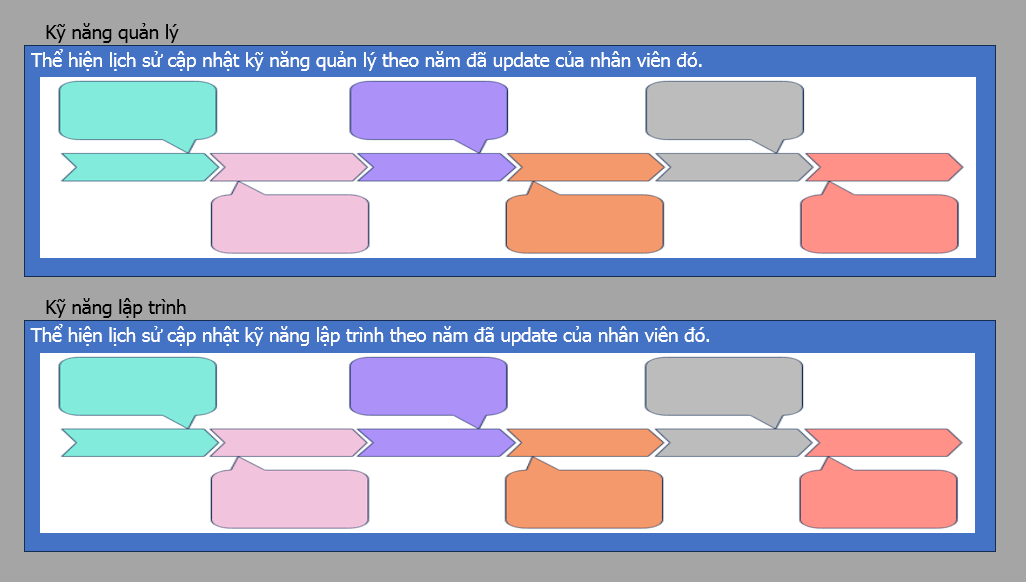 Kỹ năng quản lý
Thể hiện lịch sử cập nhật kỹ năng quản lý theo năm đã update của nhân viên đó.
Kỹ năng lập trình
Thể hiện lịch sử cập nhật kỹ năng lập trình theo năm đã update của nhân viên đó.